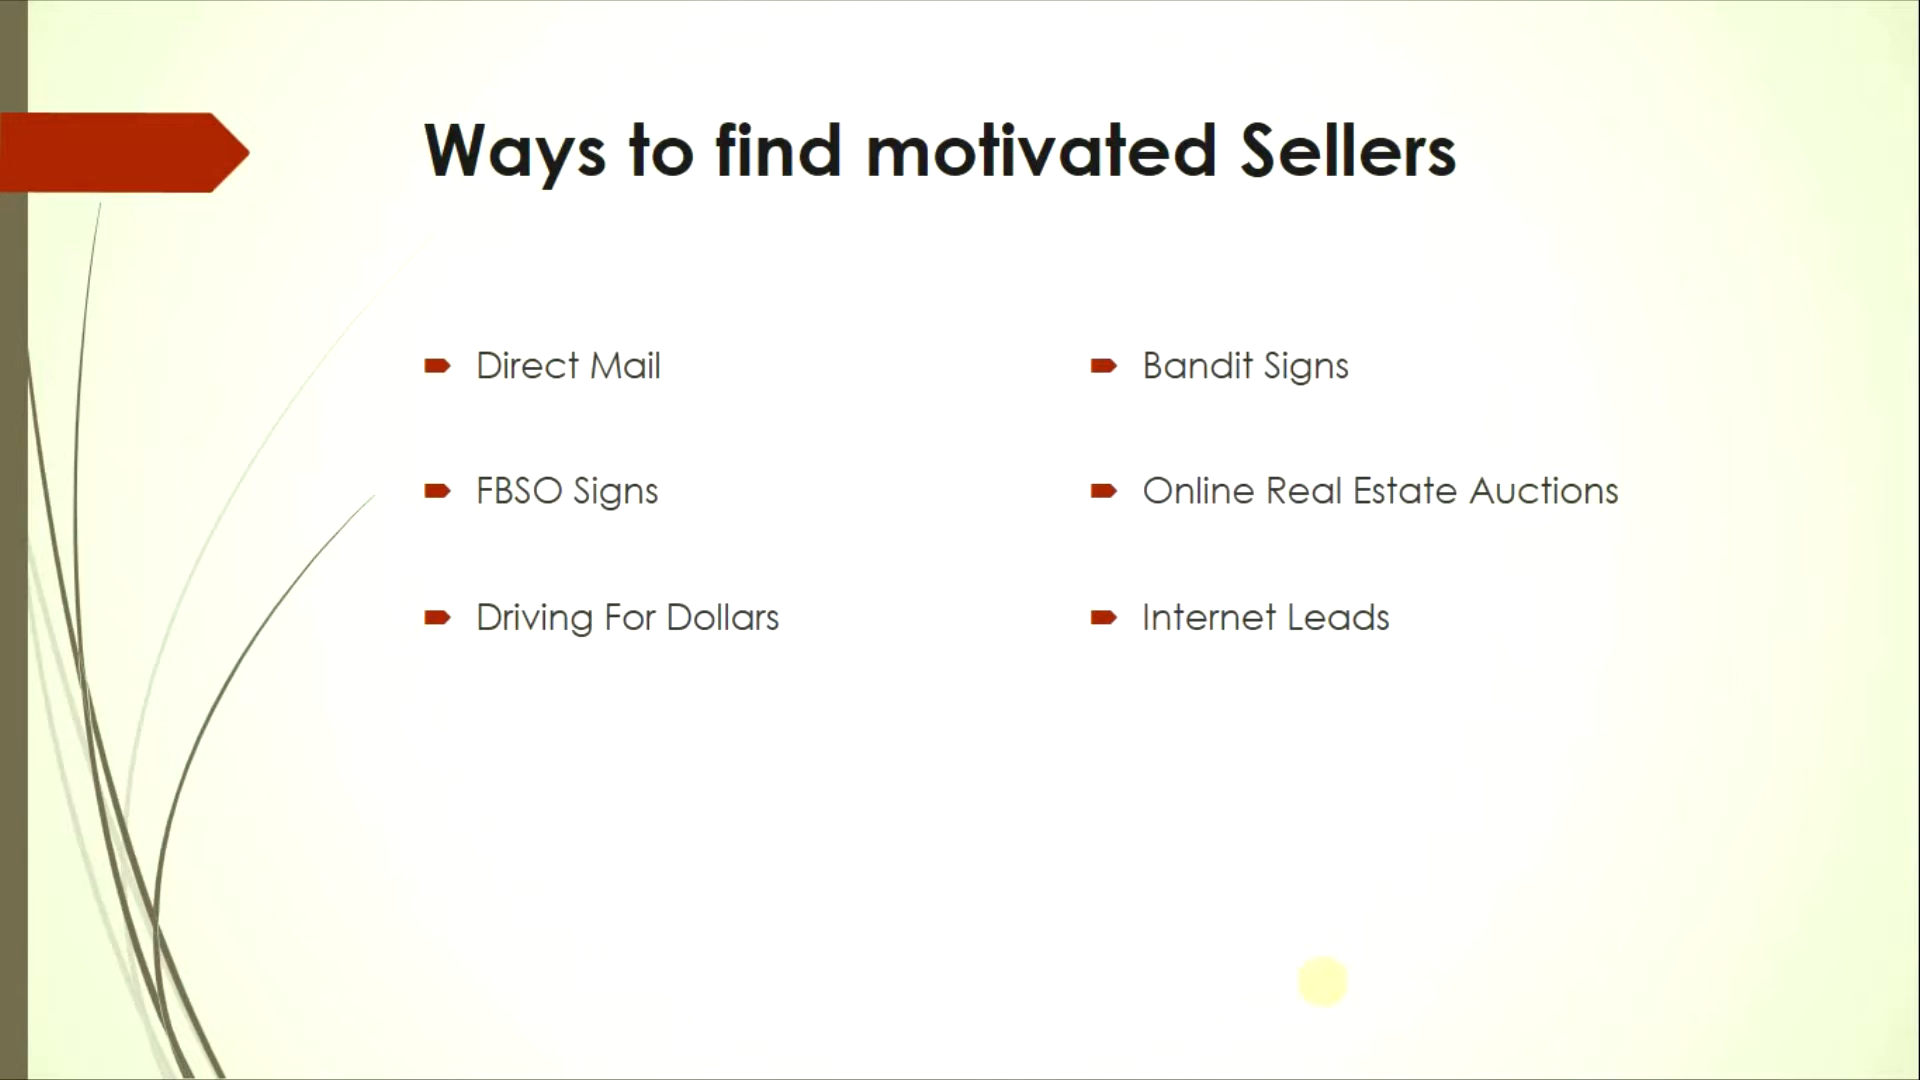 Ways to find motivated Sellers
Direct Mail
FBSO Signs
Driving For Dollars
Bandit Signs
Online Real Estate Auctions
Internet Leads